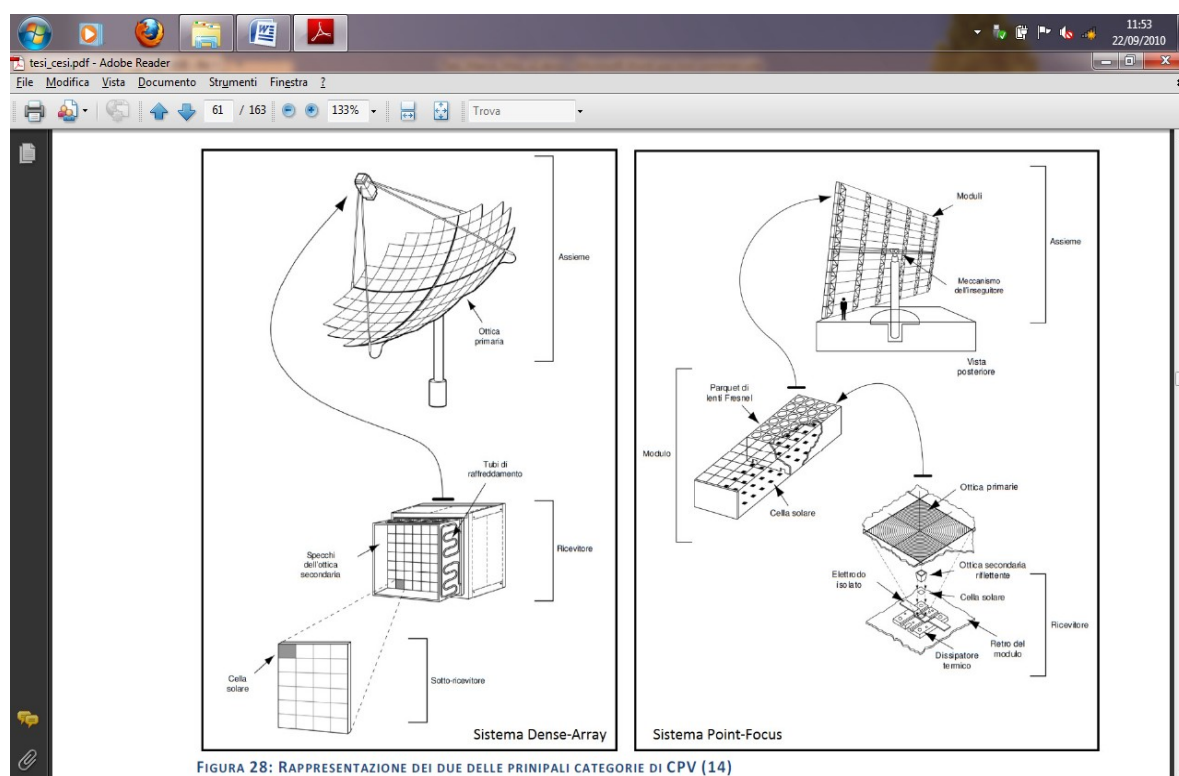 11:53
22/09/2010
tesi_cesi.pdf - Adobe Reader
File Modifica Vista Documento Strumenti Finestra ?
61 / 163 133% Trova
Assieme
Ottica
primaria
Tubi di
raffreddamento
Specchi
dell'ottica
secondaria
Ricevitore
Cella
solare
Sotto-ricevitore
Sistema Dense-Array
Moduli
Assieme
Meccanismo
dell'inseguitore
Vista
posteriore
Parquet di
lenti Fresnel
Modulo
Cella solare
Ottica primarie
Ottica secondaria
riflettente
Elettrodo
isolato
Cella solare
Ricevitore
Retro del
modulo
Dissipatore
termico
Sistema Point-Focus
FIGURA 28: RAPPRESENTAZIONE DEI DUE DELLE PRINIPALI CATEGORIE DI CPV (14)